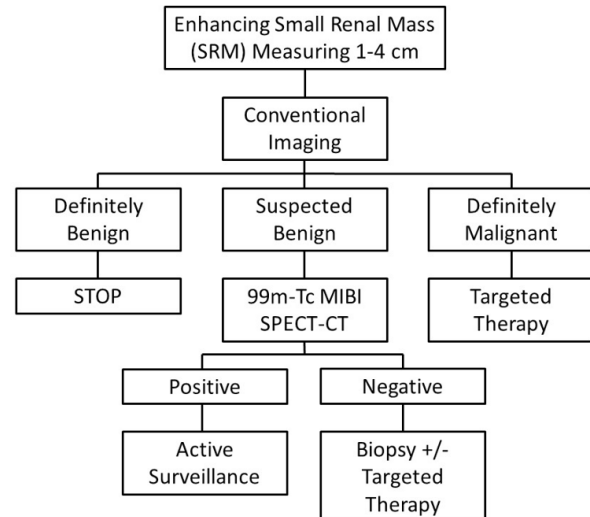 Enhancing Small Renal Mass
(SRM) Measuring 1-4 cm
Conventional
Imaging
Definitely
Benign
Suspected
Benign
Definitely
Malignant
STOP
99m-Tc MIBI
SPECT-CT
Targeted
Therapy
Positive
Negative
Active
Surveillance
Biopsy +/-
Targeted
Therapy